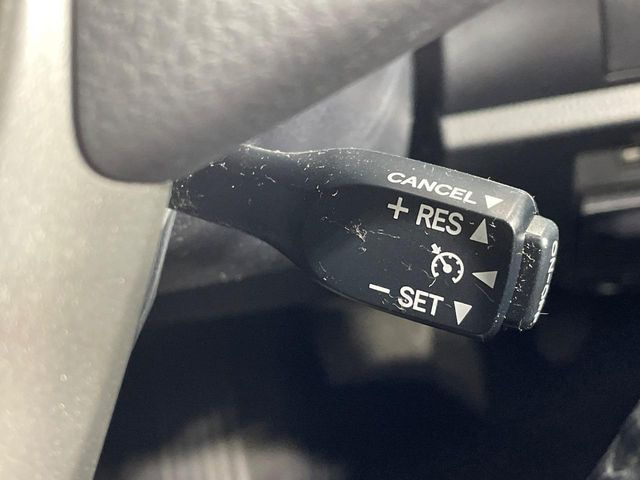 CANCEL ▼
+ RES ▲
◀
− SET ▼